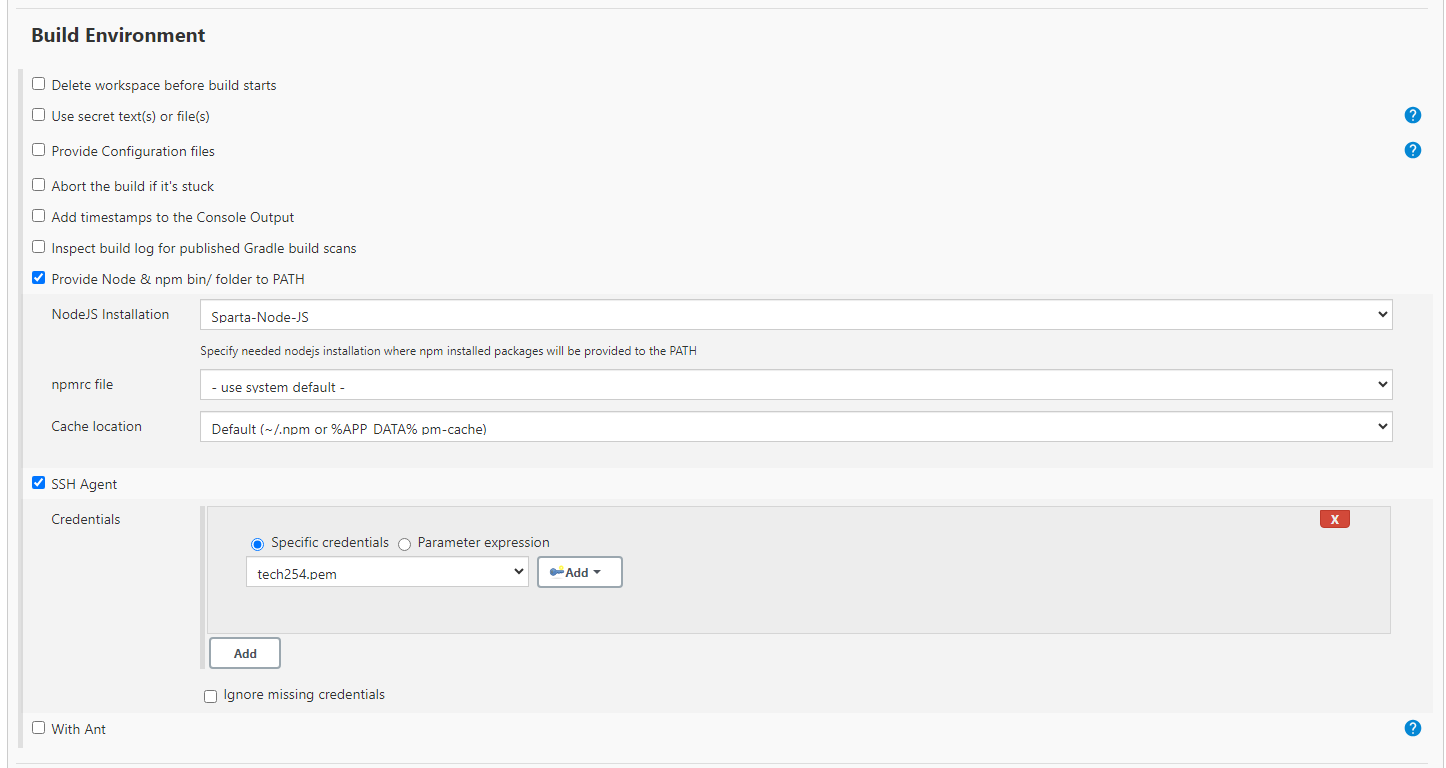 Build Environment
Delete workspace before build starts
Use secret text(s) or file(s)
?
Provide Configuration files
?
Abort the build if it's stuck
Add timestamps to the Console Output
Inspect build log for published Gradle build scans
Provide Node & npm bin/ folder to PATH
NodeJS Installation
Sparta-Node-JS
Specify needed nodejs installation where npm installed packages will be provided to the PATH
npmrc file
- use system default -
Cache location
Default (~/.npm or %APP_DATA% pm-cache)
SSH Agent
Credentials
X
Specific credentials Parameter expression
tech254.pem
Add
Add
Ignore missing credentials
With Ant
?